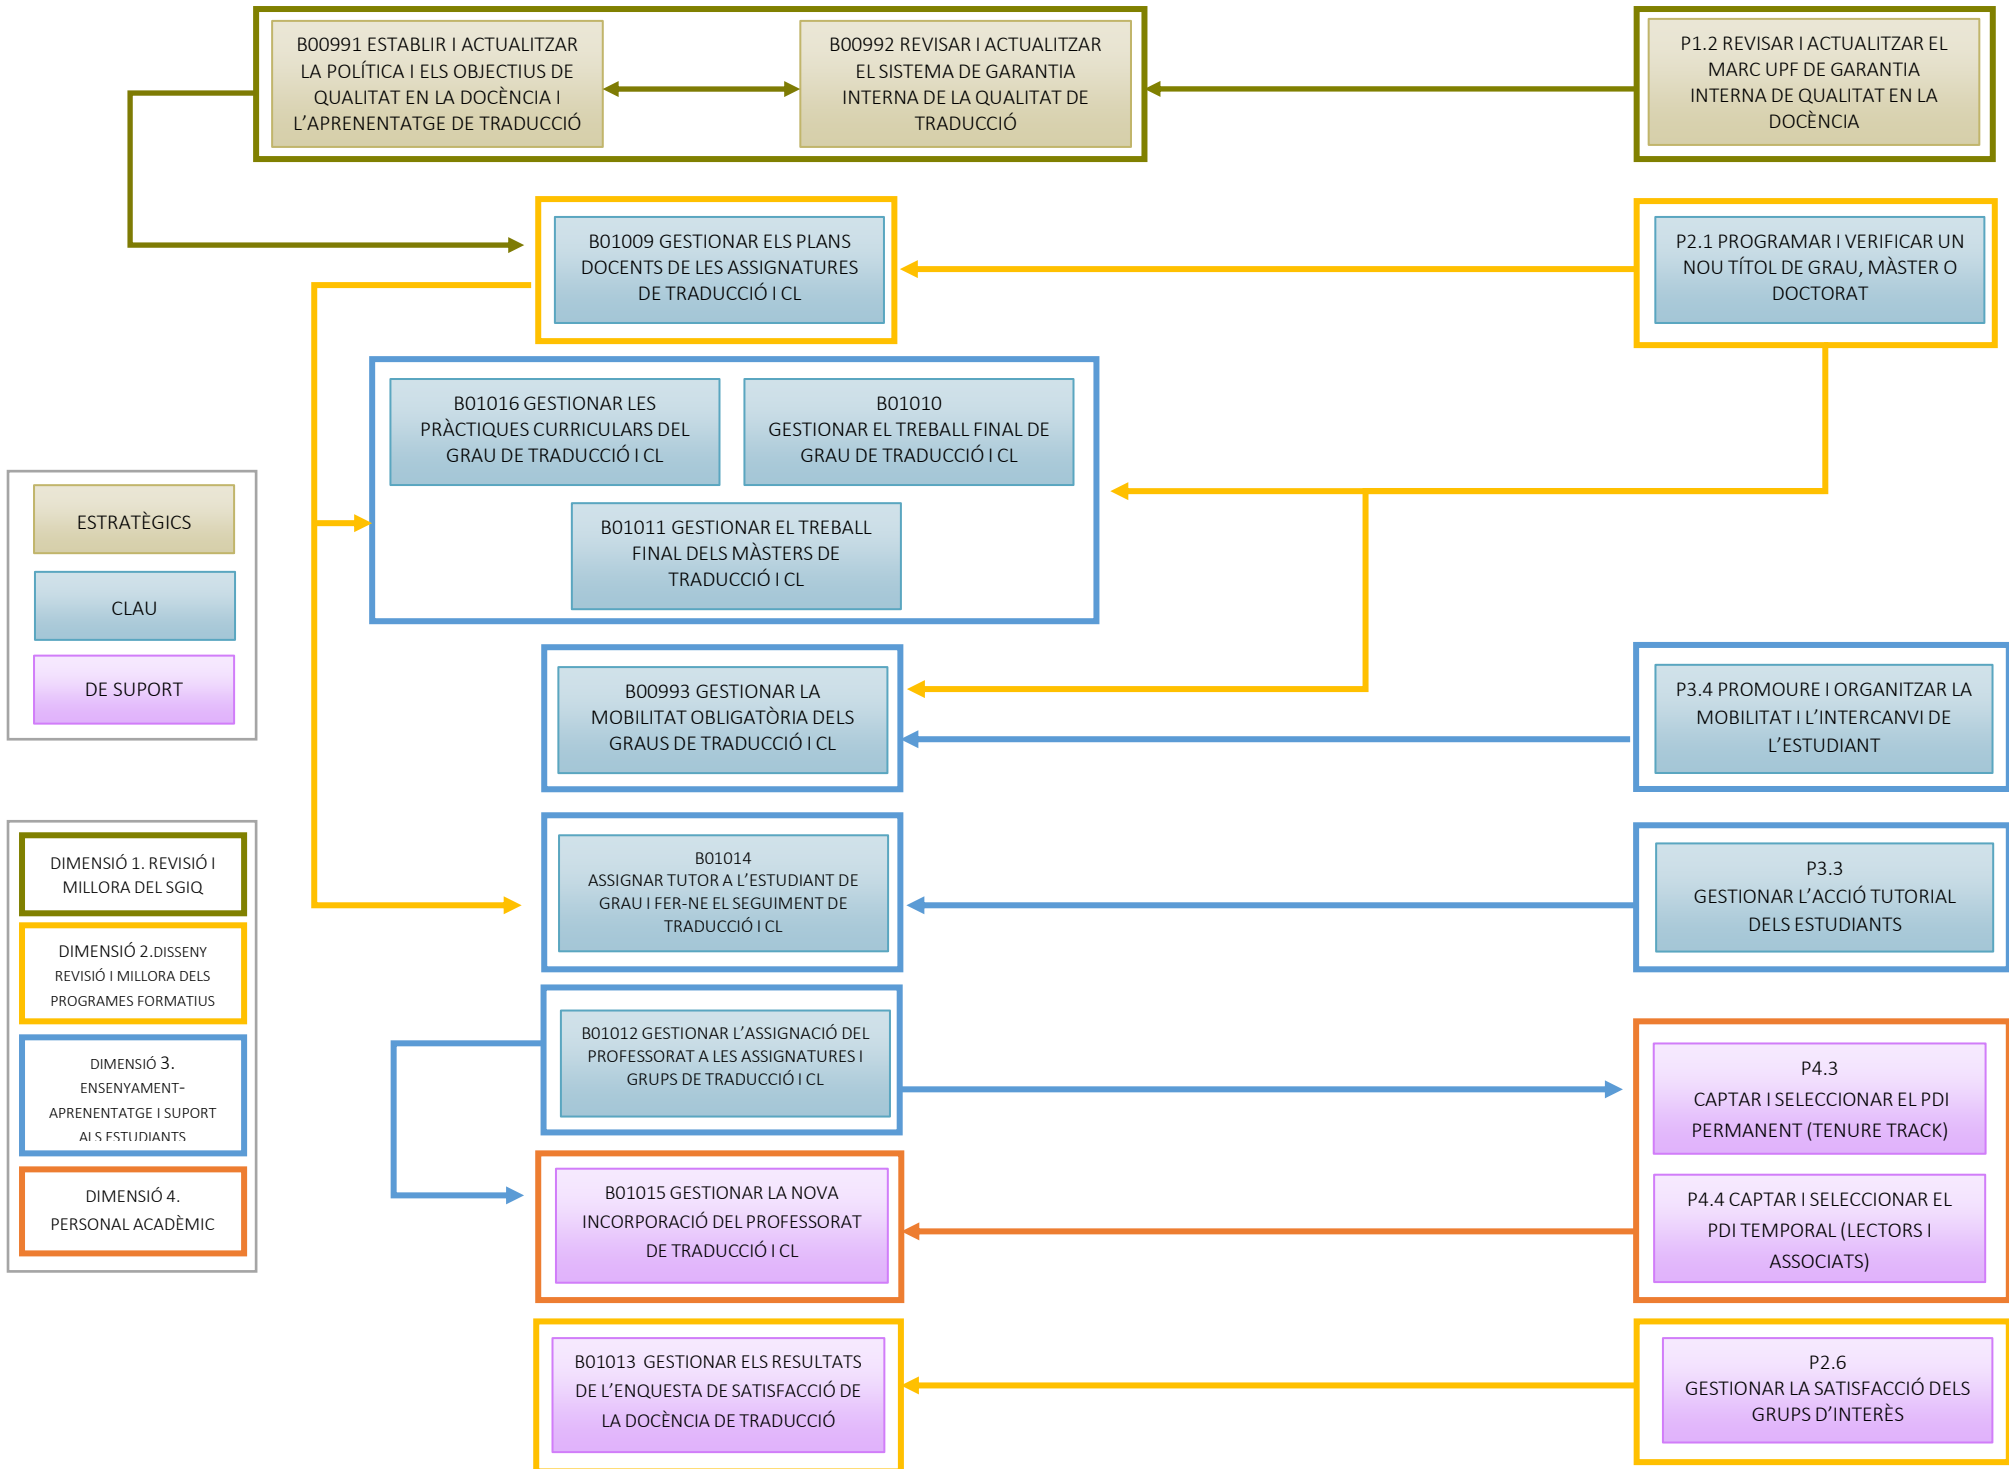 B00991 ESTABLIR I ACTUALITZAR
LA POLÍTICA I ELS OBJECTIUS DE
QUALITAT EN LA DOCÈNCIA I
L'APRENENTATGE DE TRADUCCIÓ
B00992 REVISAR I ACTUALITZAR
EL SISTEMA DE GARANTIA
INTERNA DE LA QUALITAT DE
TRADUCCIÓ
P1.2 REVISAR I ACTUALITZAR EL
MARC UPF DE GARANTIA
INTERNA DE QUALITAT EN LA
DOCÈNCIA
B01009 GESTIONAR ELS PLANS
DOCENTS DE LES ASSIGNATURES
DE TRADUCCIÓ I CL
P2.1 PROGRAMAR I VERIFICAR UN
NOU TÍTOL DE GRAU, MÀSTER O
DOCTORAT
B01016 GESTIONAR LES
PRÀCTIQUES CURRICULARS DEL
GRAU DE TRADUCCIÓ I CL
B01010
GESTIONAR EL TREBALL FINAL DE
GRAU DE TRADUCCIÓ I CL
B01011 GESTIONAR EL TREBALL
FINAL DELS MÀSTERS DE
TRADUCCIÓ I CL
ESTRATÈGICS
CLAU
DE SUPORT
B00993 GESTIONAR LA
MOBILITAT OBLIGATÒRIA DELS
GRAUS DE TRADUCCIÓ I CL
P3.4 PROMOURE I ORGANITZAR LA
MOBILITAT I L'INTERCANVI DE
L'ESTUDIANT
B01014
ASSIGNAR TUTOR A L'ESTUDIANT DE
GRAU I FER-NE EL SEGUIMENT DE
TRADUCCIÓ I CL
P3.3
GESTIONAR L'ACCIÓ TUTORIAL
DELS ESTUDIANTS
DIMENSIÓ 1. REVISIÓ I
MILLORA DEL SGIQ
DIMENSIÓ 2.DISSENY
REVISIÓ I MILLORA DELS
PROGRAMES FORMATIUS
DIMENSIÓ 3.
ENSENYAMENT-
APRENENTATGE I SUPORT
ALS ESTUDIANTS
DIMENSIÓ 4.
PERSONAL ACADÈMIC
B01012 GESTIONAR L'ASSIGNACIÓ DEL
PROFESSORAT A LES ASSIGNATURES I
GRUPS DE TRADUCCIÓ I CL
P4.3
CAPTAR I SELECCIONAR EL PDI
PERMANENT (TENURE TRACK)
B01015 GESTIONAR LA NOVA
INCORPORACIÓ DEL PROFESSORAT
DE TRADUCCIÓ I CL
P4.4 CAPTAR I SELECCIONAR EL
PDI TEMPORAL (LECTORS I
ASSOCIATS)
B01013 GESTIONAR ELS RESULTATS
DE L'ENQUESTA DE SATISFACCIÓ DE
LA DOCÈNCIA DE TRADUCCIÓ
P2.6
GESTIONAR LA SATISFACCIÓ DELS
GRUPS D'INTERÈS